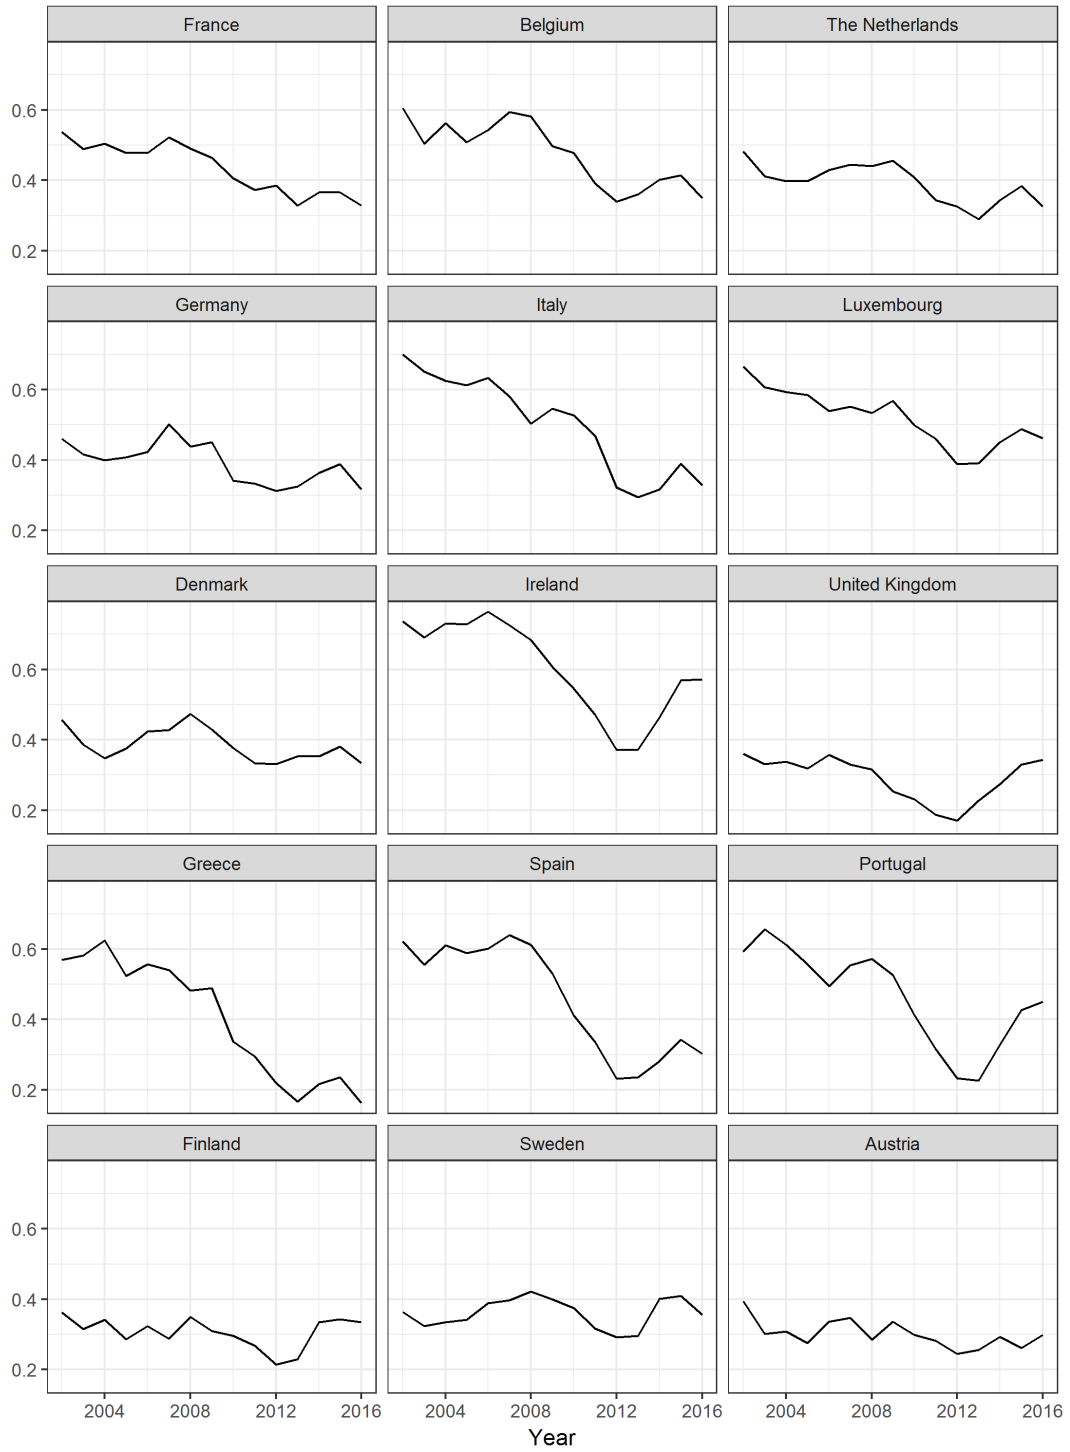 France Belgium The Netherlands
0.6
0.4
0.2
Germany Italy Luxembourg
0.6
0.4
0.2
Denmark Ireland United Kingdom
0.6
0.4
0.2
Greece Spain Portugal
0.6
0.4
0.2
Finland Sweden Austria
0.6
0.4
0.2
2004 2008 2012 2016 2004 2008 2012 2016 2004 2008 2012 2016
Year